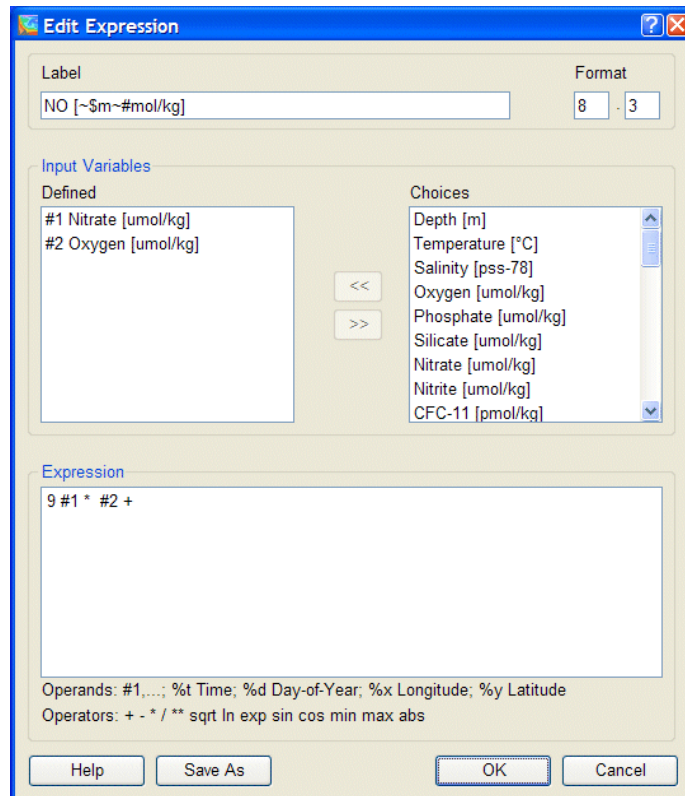 Edit Expression
Label
Format
NO [~$m~#mol/kg]
8 . 3
Input Variables
Defined
Choices
#1 Nitrate [umol/kg]
#2 Oxygen [umol/kg]
<<
>>
Depth [m]
Temperature [°C]
Salinity [pss-78]
Oxygen [umol/kg]
Phosphate [umol/kg]
Silicate [umol/kg]
Nitrate [umol/kg]
Nitrite [umol/kg]
CFC-11 [pmol/kg]
Expression
9 #1 *  #2 +
Operands: #1,...; %t Time; %d Day-of-Year; %x Longitude; %y Latitude
Operators: + - * / ** sqrt ln exp sin cos min max abs
Help
Save As
OK
Cancel